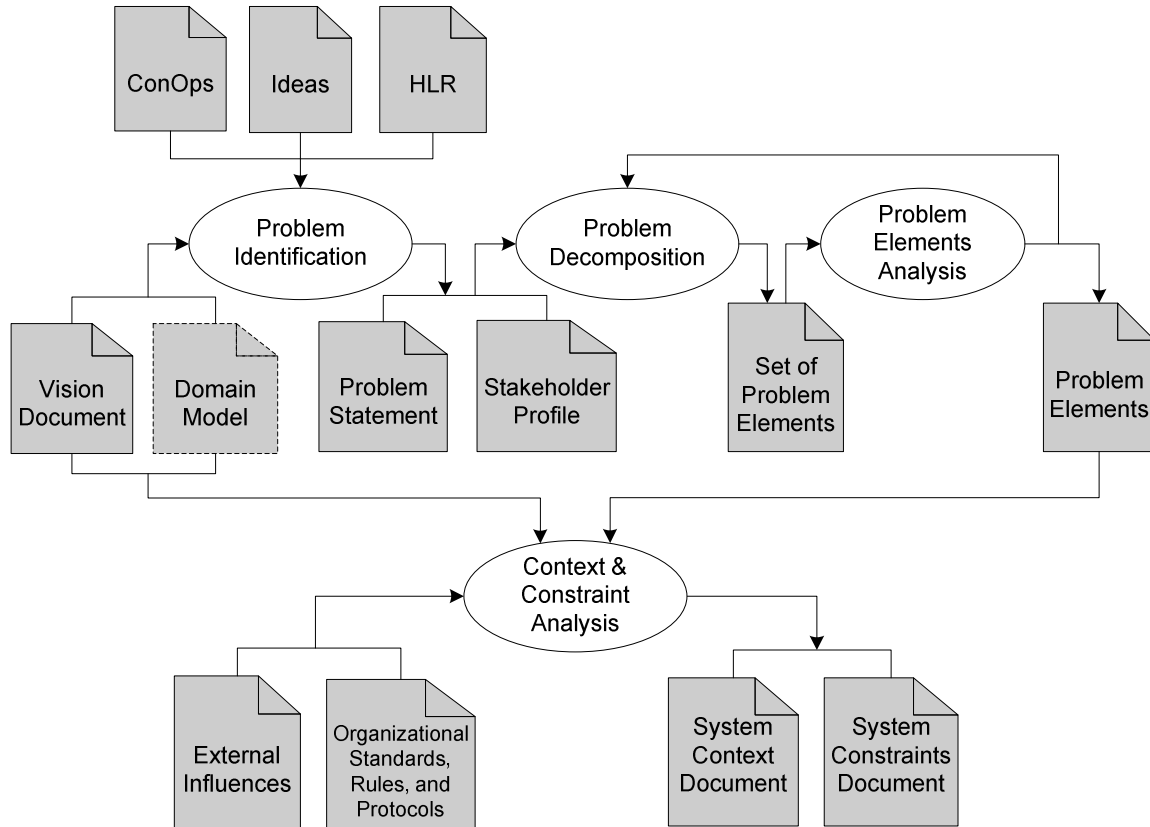 ConOps
Ideas
HLR
Problem
Identification
Problem
Decomposition
Problem
Elements
Analysis
Vision
Document
Domain
Model
Problem
Statement
Stakeholder
Profile
Set of
Problem
Elements
Problem
Elements
Context &
Constraint
Analysis
External
Influences
Organizational
Standards,
Rules, and
Protocols
System
Context
Document
System
Constraints
Document